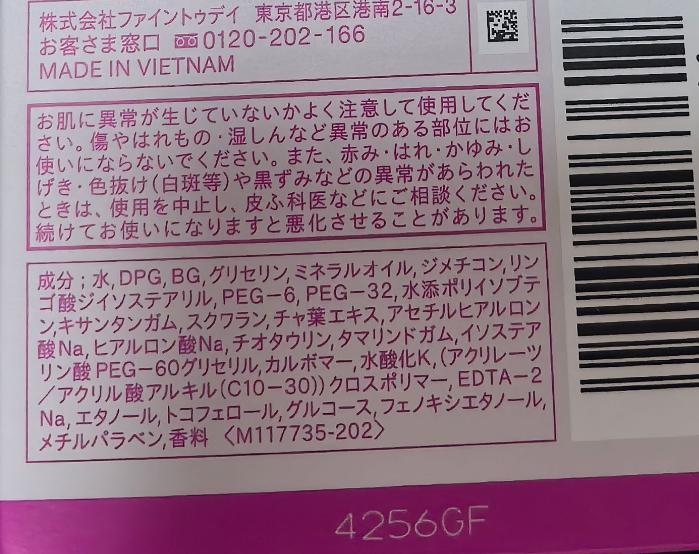 株式会社ファイントゥデイ 東京都港区港南2-16-3
お客さま窓口 0120-202-166
MADE IN VIETNAM
お肌に異常が生じていないかよく注意して使用してくだ
さい。傷やはれもの・湿しんなど異常のある部位にはお
使いにならないでください。また、赤み・はれ・かゆみ・し
げき・色抜け(白斑等)や黒ずみなどの異常があらわれた
ときは、使用を中止し、皮ふ科医などにご相談ください。
続けてお使いになりますと悪化させることがあります。
成分;水,DPG,BG,グリセリン,ミネラルオイル,ジメチコン,リン
ゴ酸ジイソステアリル,PEG-6,PEG-32,水添ポリイソブテ
ン,キサンタンガム,スクワラン,チャ葉エキス,アセチルヒアルロン
酸Na,ヒアルロン酸Na,チオタウリン,タマリンドガム,イソステア
リン酸PEG-60グリセリル,カルボマー,水酸化K,(アクリレーツ
/アクリル酸アルキル(C10-30))クロスポリマー,EDTA-2
Na,エタノール,トコフェロール,グルコース,フェノキシエタノール,
メチルパラベン,香料 〈M117735-202〉
4256GF